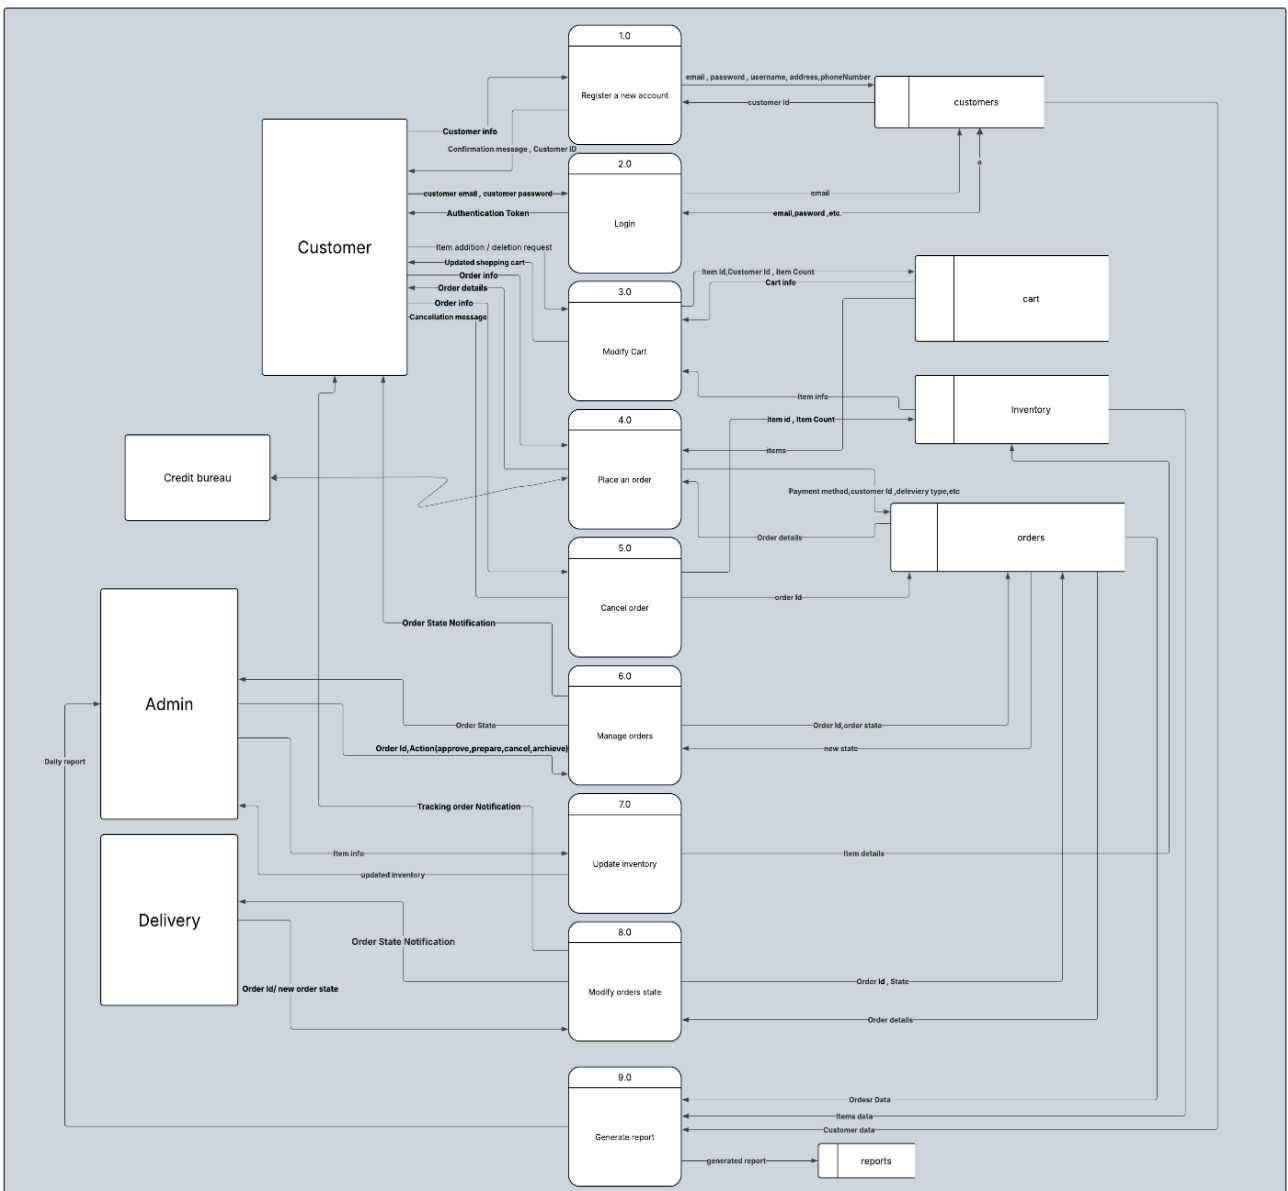 1.0
Register a new account
email , password , username, address,phoneNumber
customer Id
customers
Customer info
Confirmation message , Customer ID
2.0
Login
customer email , customer password
Authentication Token
email
email,pasword ,etc.
Customer
Item addition / deletion request
Updated shopping cart
Order info
Order details
Order info
Cancellation message
3.0
Modify Cart
Item Id,Customer Id , Item Count
Cart info
cart
Item info
Inventory
item id , Item Count
items
4.0
Place an order
Credit bureau
Payment method,customer Id ,deleviery type,etc
Order details
orders
5.0
Cancel order
order Id
Order State Notification
6.0
Manage orders
Admin
Order State
Order Id,Action(approve,prepare,cancel,archieve)
Order Id,order state
new state
Daily report
Tracking order Notification
7.0
Update inventory
Item info
updated inventory
Item details
Delivery
Order State Notification
Order Id/ new order state
8.0
Modify orders state
Order Id , State
Order details
9.0
Generate report
Ordesr Data
Items data
Customer data
generated report
reports